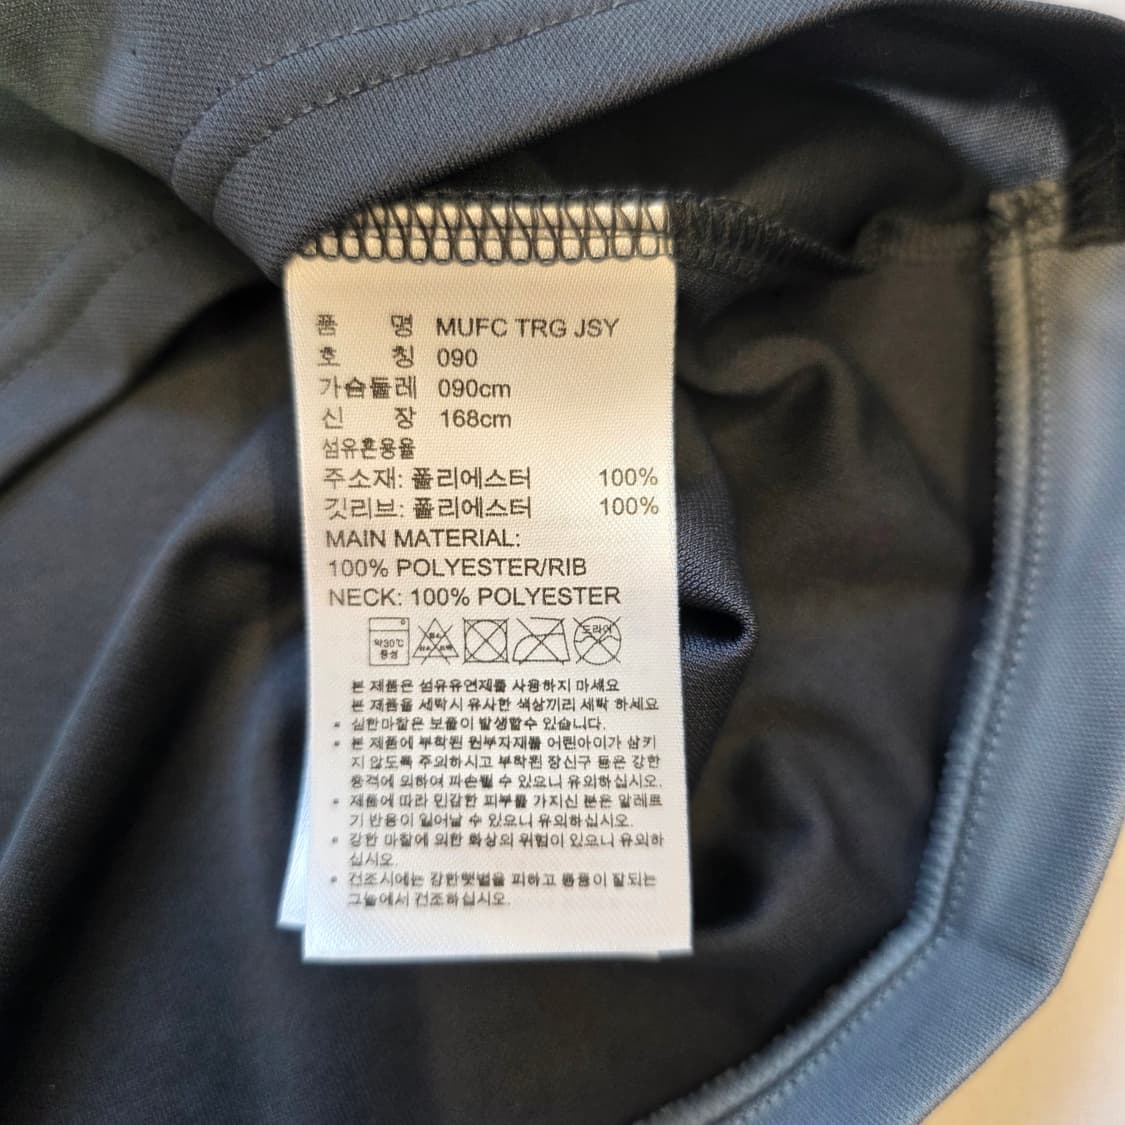 품 명 MUFC TRG JSY
호 칭 090
가슴둘레 090cm
신 장 168cm
섬유혼용율
주소재: 폴리에스터 100%
깃리브: 폴리에스터 100%
MAIN MATERIAL:
100% POLYESTER/RIB
NECK: 100% POLYESTER
약30℃
중성
드라이
본 제품은 섬유유연제를 사용하지 마세요
본 제품을 세탁시 유사한 색상끼리 세탁 하세요
• 심한마찰은 보풀이 발생할수 있습니다.
• 본 제품에 부착된 원부자재를 어린아이가 삼키
지 않도록 주의하시고 부착된 장신구 등은 강한
충격에 의하여 파손될 수 있으니 유의하십시오.
• 제품에 따라 민감한 피부를 가지신 분은 알레르
기 반응이 일어날 수 있으니 유의하십시오.
• 강한 마찰에 의한 화상의 위험이 있으니 유의하
십시오.
• 건조시에는 강한햇볕을 피하고 통풍이 잘되는
그늘에서 건조하십시오.